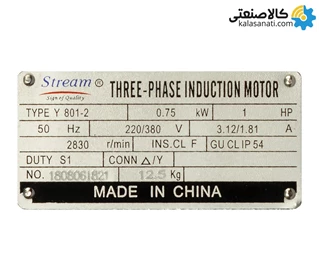 کالاصنعتی
kalasanati.com
Stream® THREE-PHASE INDUCTION MOTOR
Sign of Quality
TYPE Y 801-2 0.75 kW 1 HP
50 Hz 220/380 V 3.12/1.81 A
2830 r/min INS.CL F GU CL IP 54
DUTY S1 CONN △/Y
NO. 1808061821 12.5 Kg
MADE IN CHINA